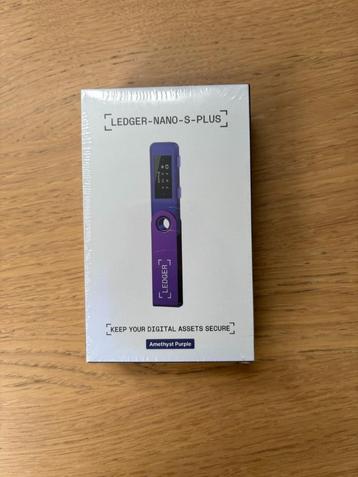 LEDGER-NANO-S-PLUS
LEDGER
KEEP YOUR DIGITAL ASSETS SECURE
Amethyst Purple